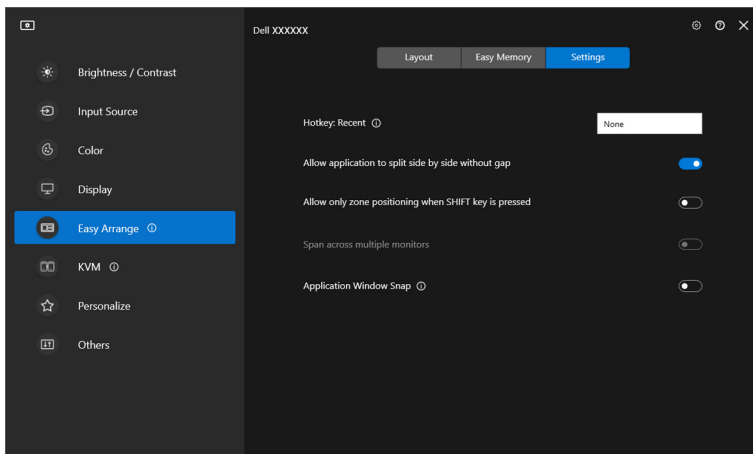 Dell XXXXXX
Brightness / Contrast
Input Source
Color
Display
Easy Arrange
KVM
Personalize
Others
Layout
Easy Memory
Settings
Hotkey: Recent
None
Allow application to split side by side without gap
Allow only zone positioning when SHIFT key is pressed
Span across multiple monitors
Application Window Snap